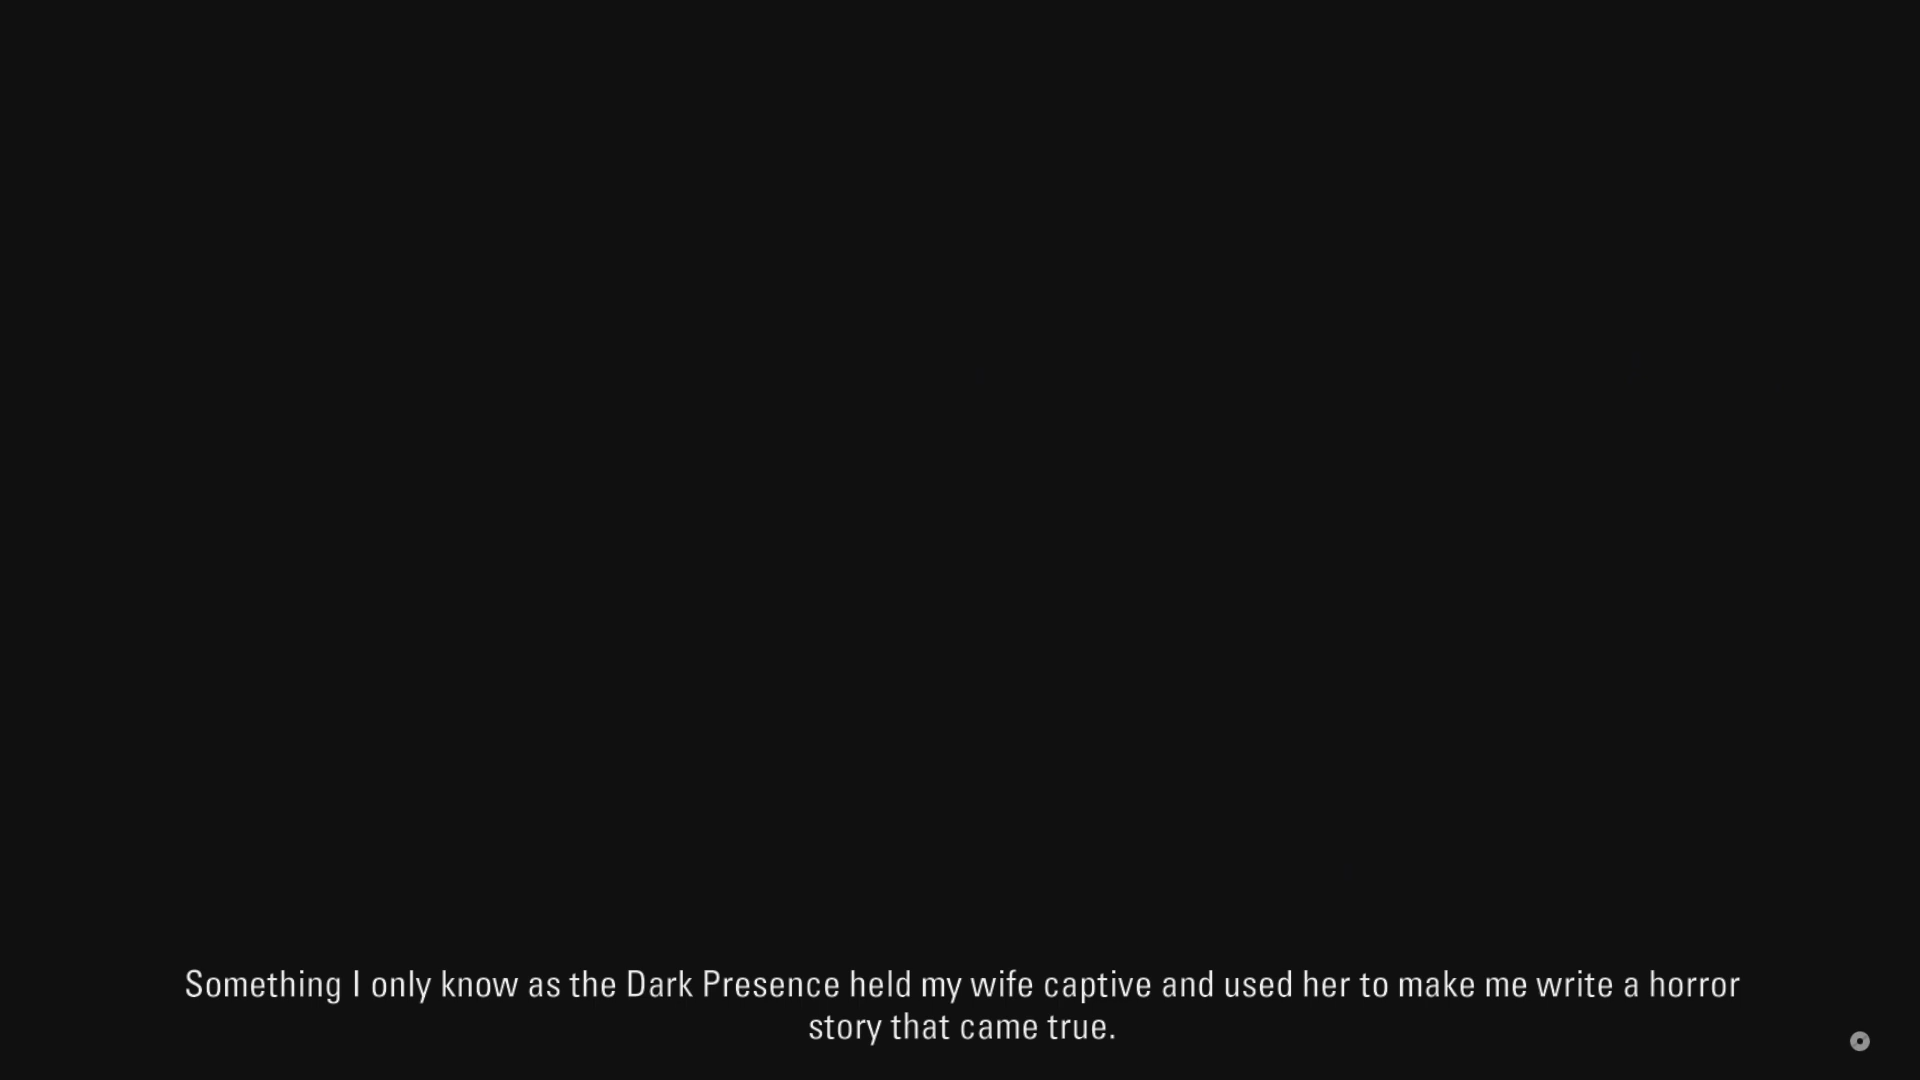 Something I only know as the Dark Presence held my wife captive and used her to make me write a horror
story that came true.